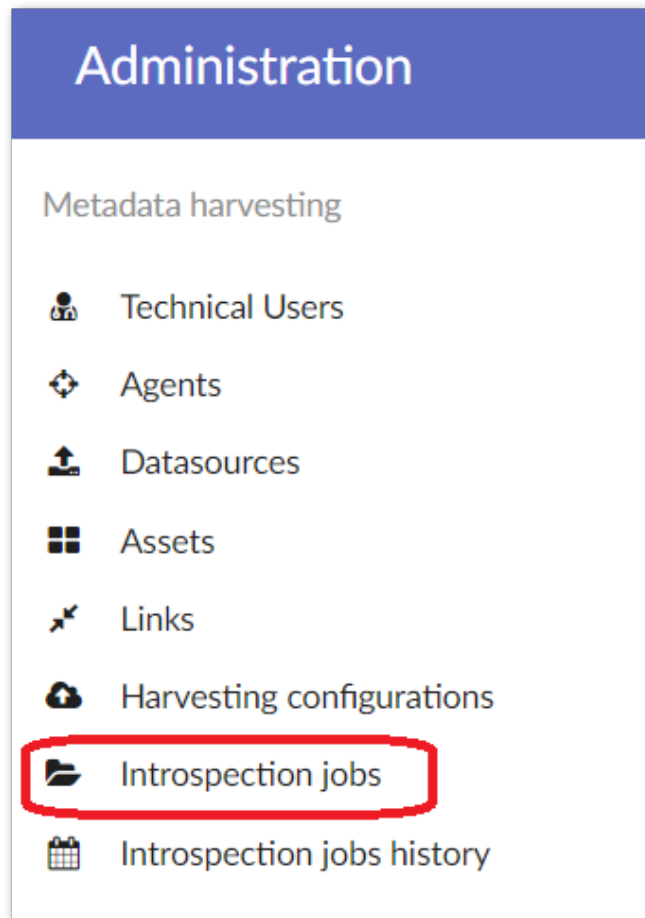 Administration
Metadata harvesting
Technical Users
Agents
Datasources
Assets
Links
Harvesting configurations
Introspection jobs
Introspection jobs history